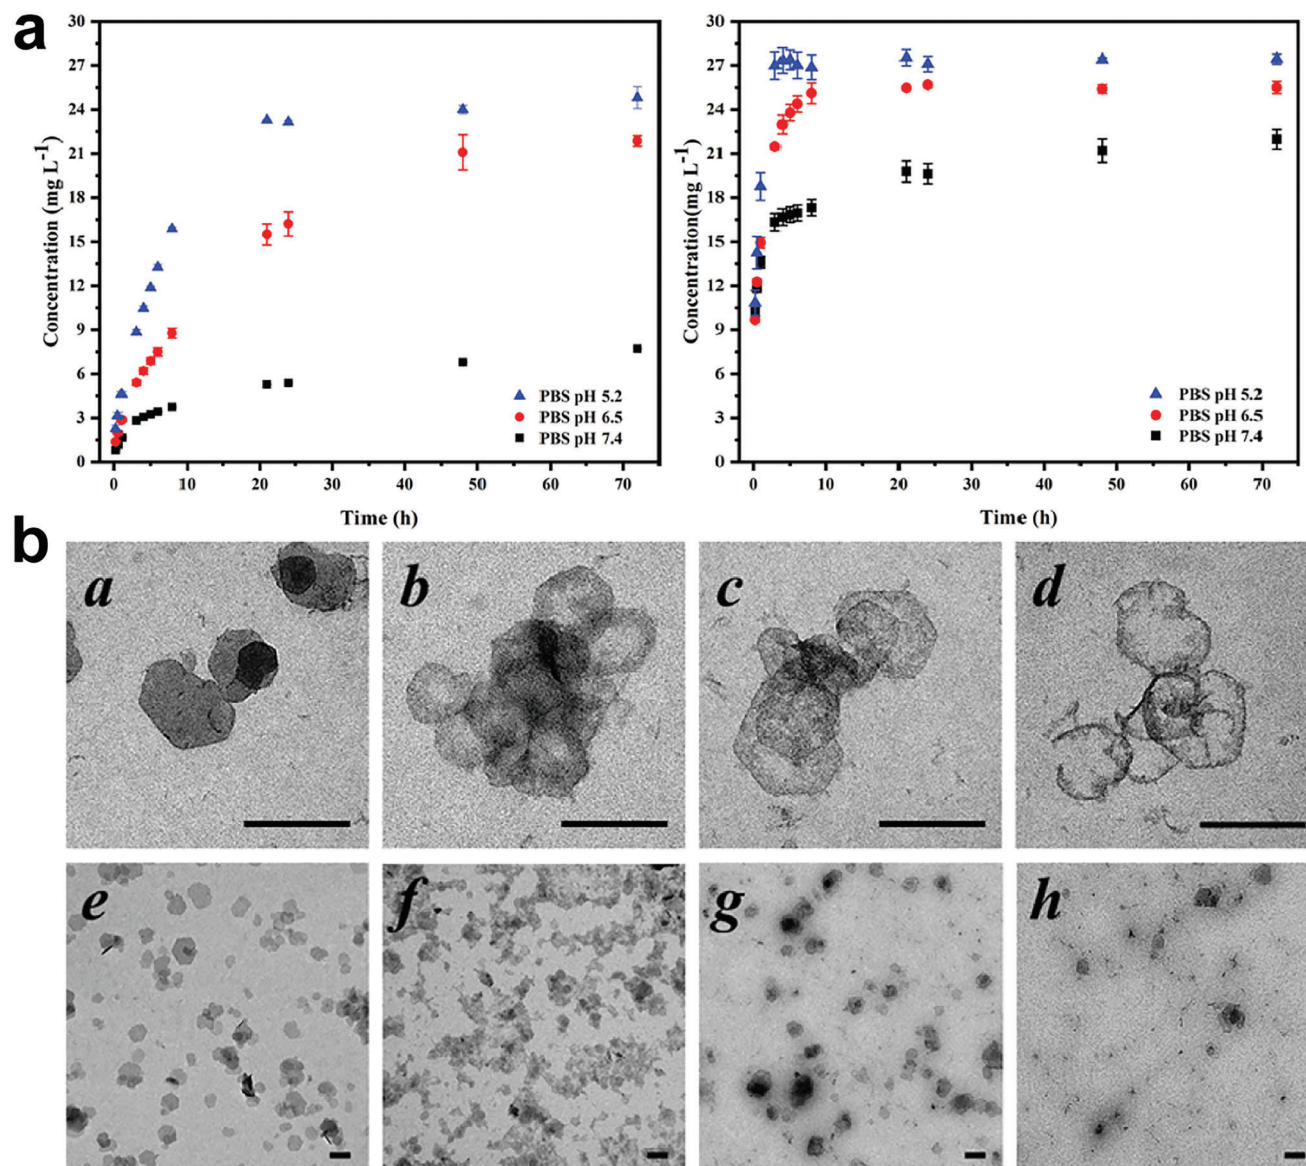 a
30
27
24
21
18
15
12
9
6
3
0
Concentration (mg L-1)
0 10 20 30 40 50 60 70
Time (h)
PBS pH 5.2
PBS pH 6.5
PBS pH 7.4
30
27
24
21
18
15
12
9
6
3
0
Concentration(mg L-1)
0 10 20 30 40 50 60 70
Time (h)
PBS pH 5.2
PBS pH 6.5
PBS pH 7.4
b
a b c d
e f g h